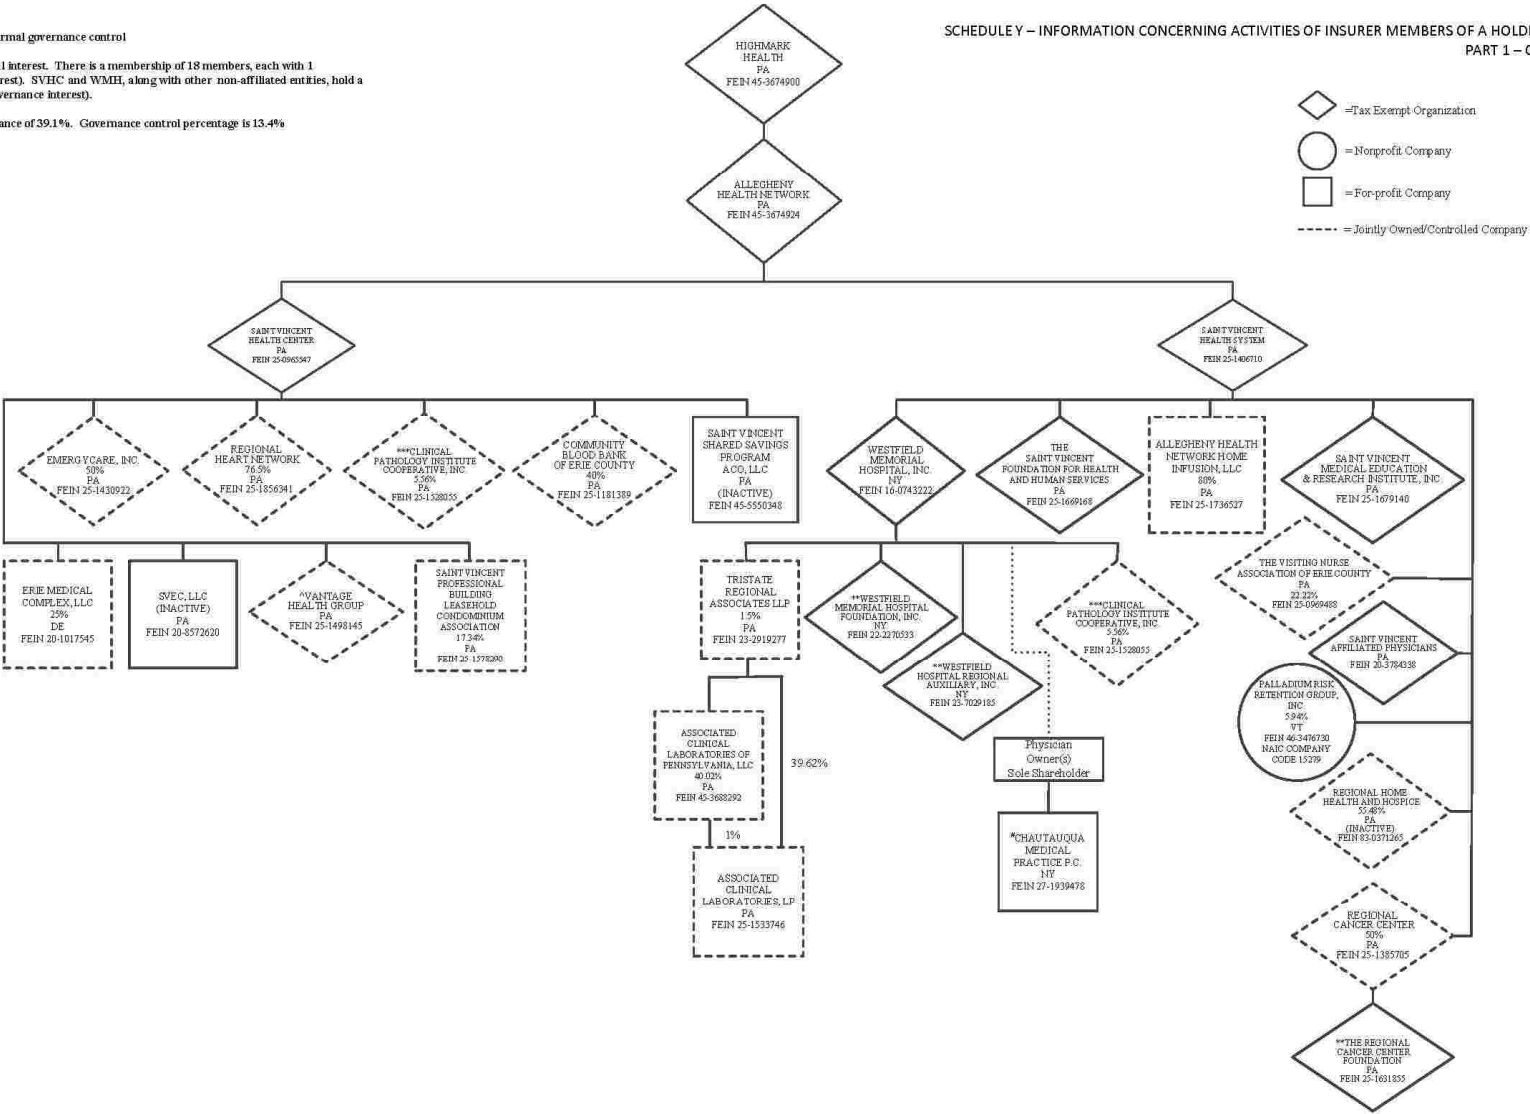 rmal governance control
l interest. There is a membership of 18 members, each with 1
rest). SVHC and WMH, along with other non-affiliated entities, hold a
vernance interest).
ance of 39.1%. Governance control percentage is 13.4%
SCHEDULE Y – INFORMATION CONCERNING ACTIVITIES OF INSURER MEMBERS OF A HOLDI
PART 1 – O
=Tax Exempt Organization
= Nonprofit Company
= For-profit Company
= Jointly Owned/Controlled Company
HIGHMARK
HEALTH
PA
FEIN 45-3674900
ALLEGHENY
HEALTH NETWORK
PA
FEIN 45-3674924
SAINT VINCENT
HEALTH CENTER
PA
FEIN 25-0965547
SAINT VINCENT
HEALTH SYSTEM
PA
FEIN 25-1406710
EMERGYCARE, INC.
50%
PA
FEIN 25-1430922
REGIONAL
HEART NETWORK
76.5%
PA
FEIN 25-1856341
***CLINICAL
PATHOLOGY INSTITUTE
COOPERATIVE, INC.
5.56%
PA
FEIN 25-1528055
COMMUNITY
BLOOD BANK
OF ERIE COUNTY
40%
PA
FEIN 25-1181389
SAINT VINCENT
SHARED SAVINGS
PROGRAM
ACO, LLC
PA
(INACTIVE)
FEIN 45-5550348
WESTFIELD
MEMORIAL
HOSPITAL, INC.
NY
FEIN 16-0743222
THE
SAINT VINCENT
FOUNDATION FOR HEALTH
AND HUMAN SERVICES
PA
FEIN 25-1669168
ALLEGHENY HEALTH
NETWORK HOME
INFUSION, LLC
80%
PA
FEIN 25-1736527
SAINT VINCENT
MEDICAL EDUCATION
& RESEARCH INSTITUTE, INC
PA
FEIN 25-1679140
ERIE MEDICAL
COMPLEX, LLC
25%
DE
FEIN 20-1017545
SVEC, LLC
(INACTIVE)
PA
FEIN 20-8572620
^VANTAGE
HEALTH GROUP
PA
FEIN 25-1498145
SAINT VINCENT
PROFESSIONAL
BUILDING
LEASEHOLD
CONDOMINIUM
ASSOCIATION
17.34%
PA
FEIN 25-1578290
TRISTATE
REGIONAL
ASSOCIATES LLP
1.5%
PA
FEIN 23-2919277
**WESTFIELD
MEMORIAL HOSPITAL
FOUNDATION, INC.
NY
FEIN 22-2270533
**WESTFIELD
HOSPITAL REGIONAL
AUXILIARY, INC
NY
FEIN 23-7029185
***CLINICAL
PATHOLOGY INSTITUTE
COOPERATIVE, INC.
5.56%
PA
FEIN 25-1528055
THE VISITING NURSE
ASSOCIATION OF ERIE COUNTY
PA
22.22%
FEIN 25-0969488
SAINT VINCENT
AFFILIATED PHYSICIANS
PA
FEIN 20-3784338
PALLADIUM RISK
RETENTION GROUP,
INC
5.94%
VT
FEIN 46-3476730
NAIC COMPANY
CODE 15279
ASSOCIATED
CLINICAL
LABORATORIES OF
PENNSYLVANIA, LLC
40.02%
PA
FEIN 45-3688292
39.62%
1%
ASSOCIATED
CLINICAL
LABORATORIES, LP
PA
FEIN 25-1533746
Physician
Owner(s)
Sole Shareholder
*CHAUTAUQUA
MEDICAL
PRACTICE P.C.
NY
FEIN 27-1939478
REGIONAL HOME
HEALTH AND HOSPICE
55.48%
PA
(INACTIVE)
FEIN 83-0371265
REGIONAL
CANCER CENTER
50%
PA
FEIN 25-1385705
**THE REGIONAL
CANCER CENTER
FOUNDATION
PA
FEIN 25-1631855